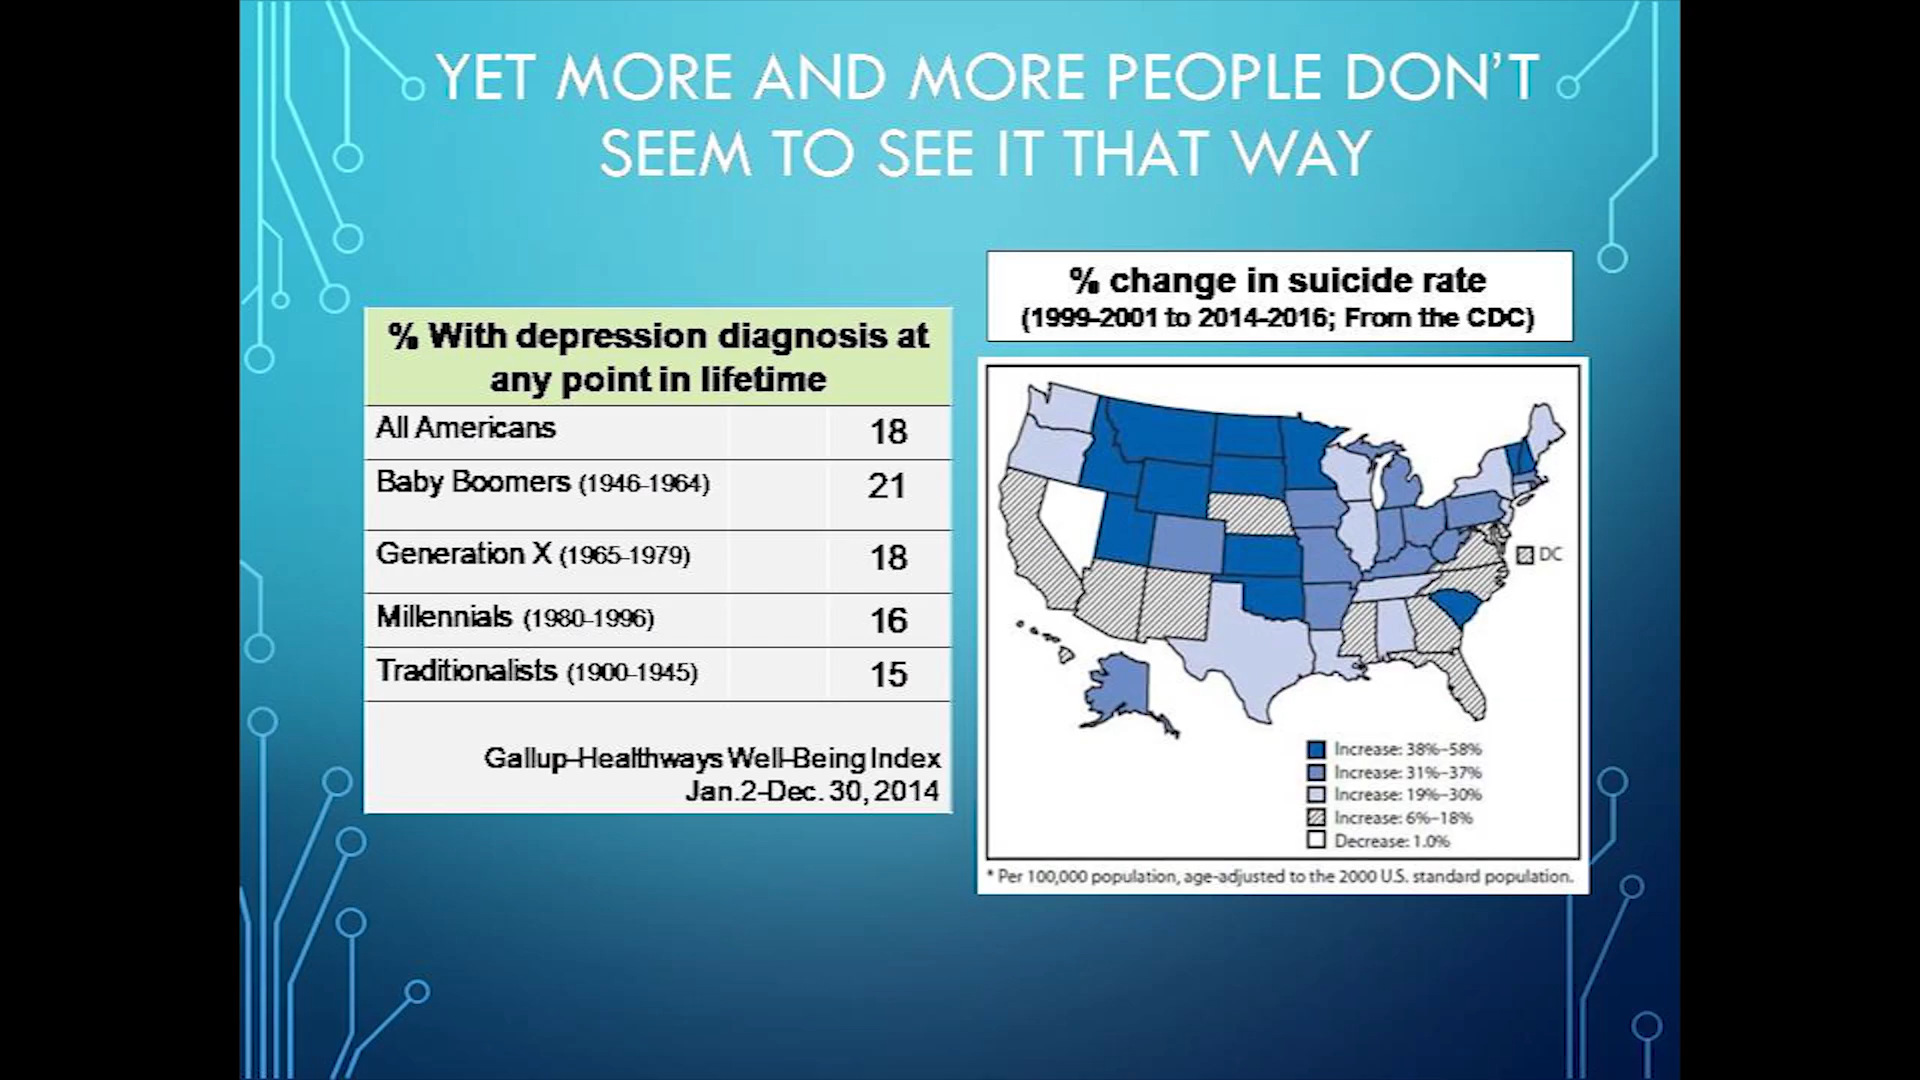 YET MORE AND MORE PEOPLE DON'T
SEEM TO SEE IT THAT WAY
% With depression diagnosis at
any point in lifetime
All Americans 18
Baby Boomers (1946-1964) 21
Generation X (1965-1979) 18
Millennials (1980-1996) 16
Traditionalists (1900-1945) 15
Gallup-Healthways Well-Being Index
Jan.2-Dec. 30, 2014
% change in suicide rate
(1999-2001 to 2014-2016; From the CDC)
DC
Increase: 38%–58%
Increase: 31%–37%
Increase: 19%–30%
Increase: 6%–18%
Decrease: 1.0%
* Per 100,000 population, age-adjusted to the 2000 U.S. standard population.